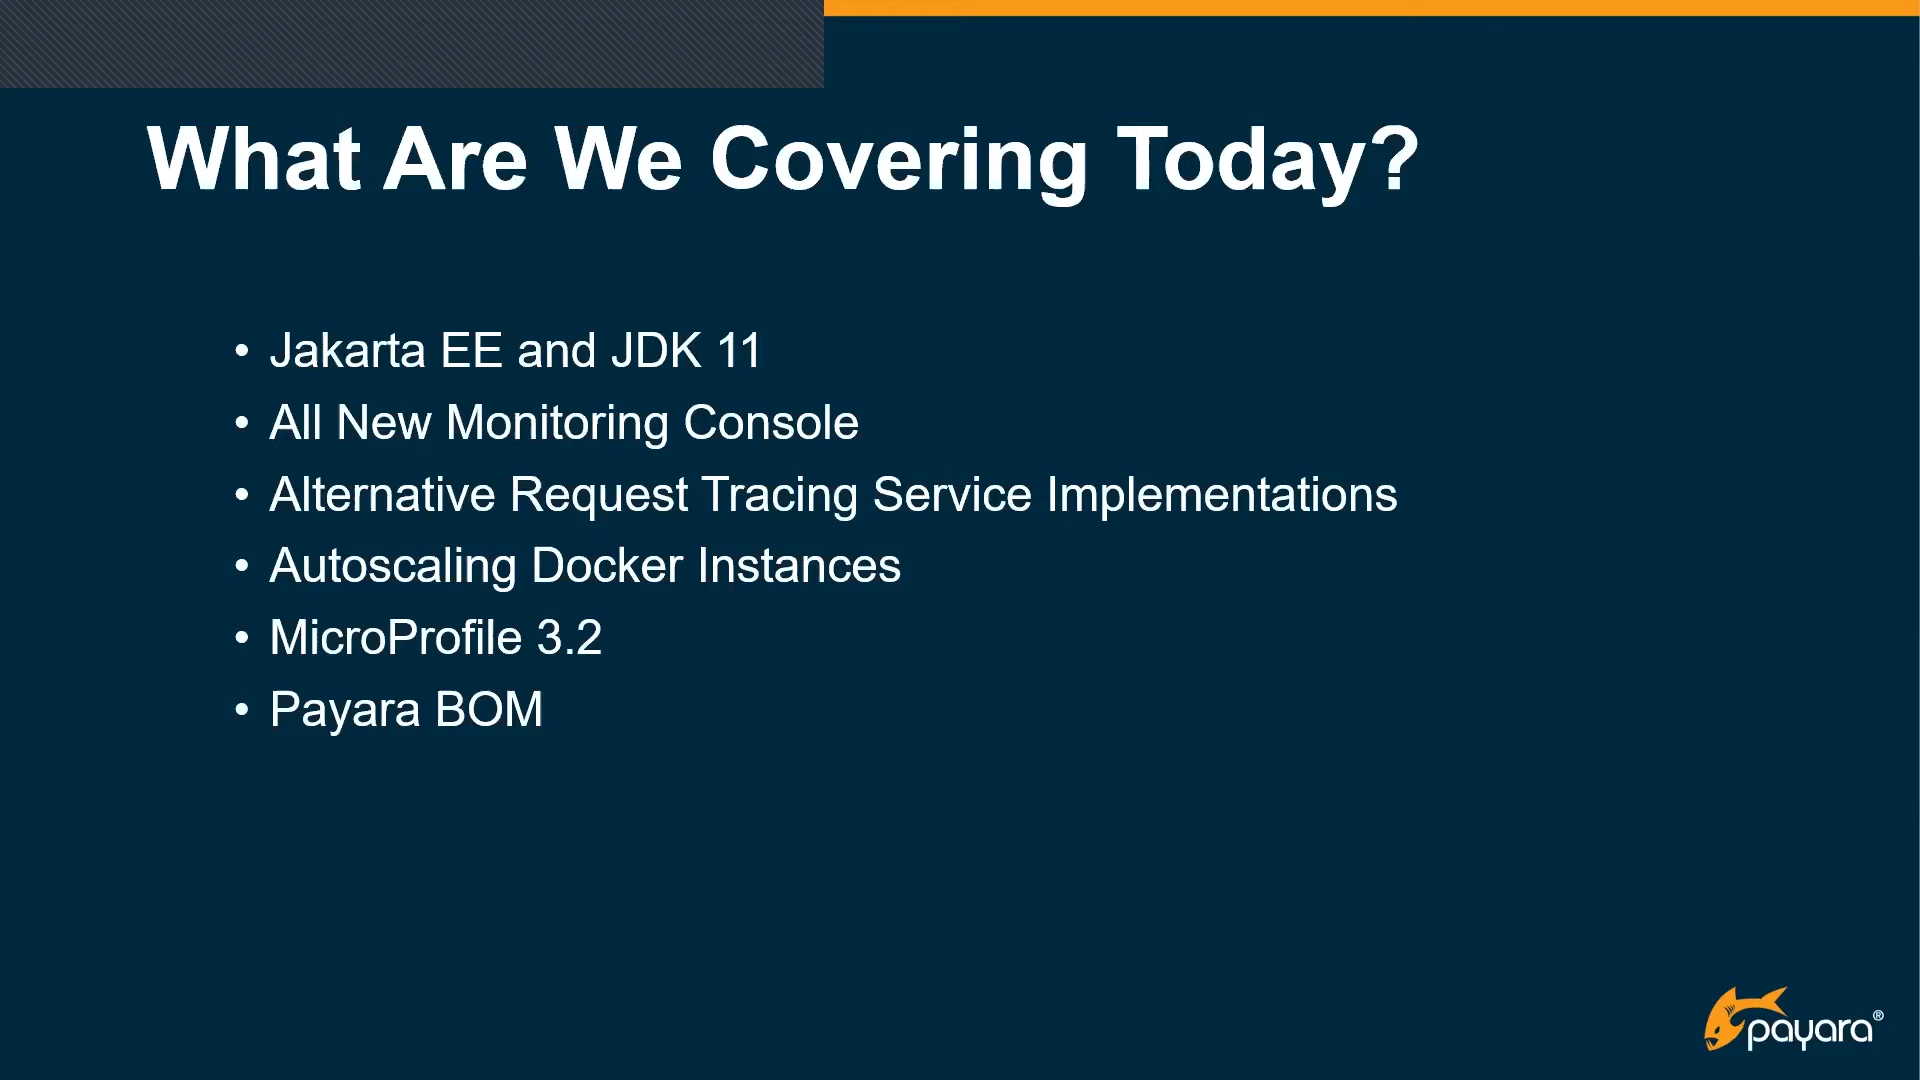 What Are We Covering Today?
• Jakarta EE and JDK 11
• All New Monitoring Console
• Alternative Request Tracing Service Implementations
• Autoscaling Docker Instances
• MicroProfile 3.2
• Payara BOM
payara®